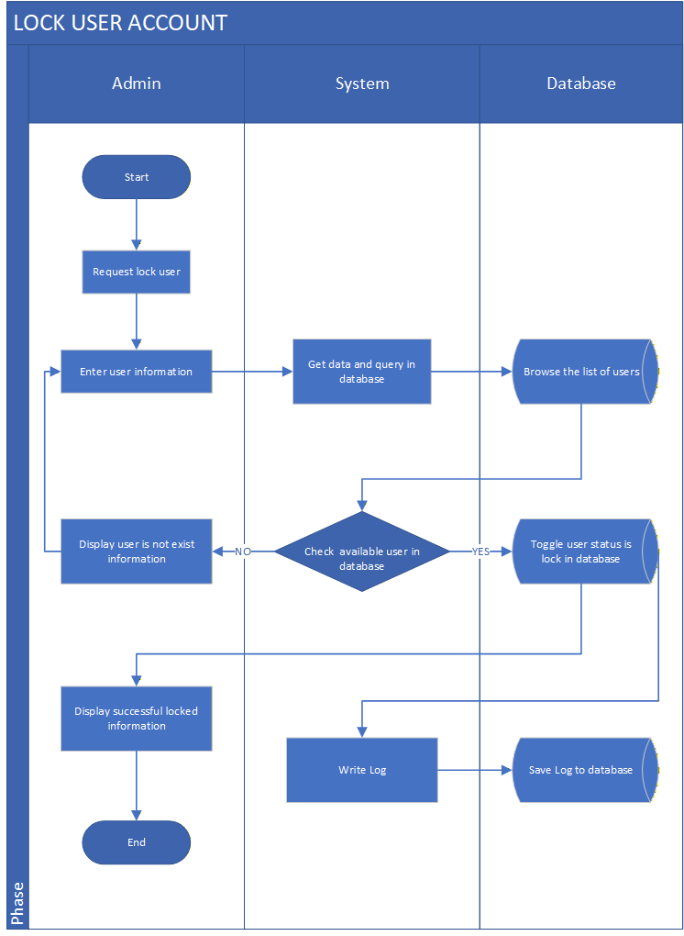 LOCK USER ACCOUNT
Admin
System
Database
Start
Request lock user
Enter user information
Get data and query in
database
Browse the list of users
Display user is not exist
information
NO
Check available user in
database
YES
Toggle user status is
lock in database
Display successful locked
information
Write Log
Save Log to database
End
Phase